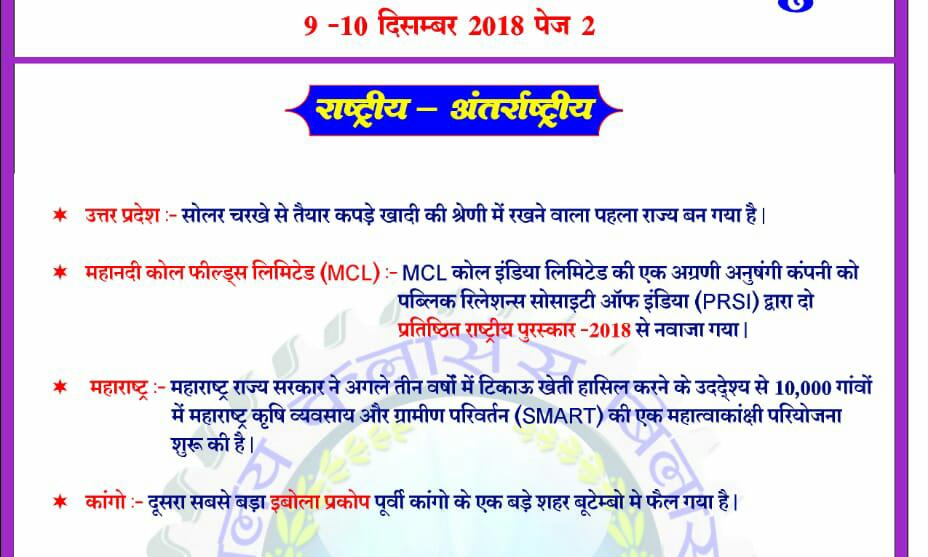 9 -10 दिसम्बर 2018 पेज 2
राष्ट्रीय – अंतर्राष्ट्रीय
✶ उत्तर प्रदेश :- सोलर चरखे से तैयार कपड़े खादी की श्रेणी में रखने वाला पहला राज्य बन गया है |
✶ महानदी कोल फील्ड्स लिमिटेड (MCL) :- MCL कोल इंडिया लिमिटेड की एक अग्रणी अनुषंगी कंपनी को
पब्लिक रिलेशन्स सोसाइटी ऑफ इंडिया (PRSI) द्वारा दो
प्रतिष्ठित राष्ट्रीय पुरस्कार -2018 से नवाजा गया |
✶ महाराष्ट्र :- महाराष्ट्र राज्य सरकार ने अगले तीन वर्षो में टिकाऊ खेती हासिल करने के उददे्श्य से 10,000 गांवों
में महाराष्ट्र कृषि व्यवसाय और ग्रामीण परिवर्तन (SMART) की एक महात्वाकांक्षी परियोजना
शुरू की है |
✶ कांगो :- दूसरा सबसे बड़ा इबोला प्रकोप पूर्वी कांगो के एक बड़े शहर बूटेम्बो मे फैल गया है |